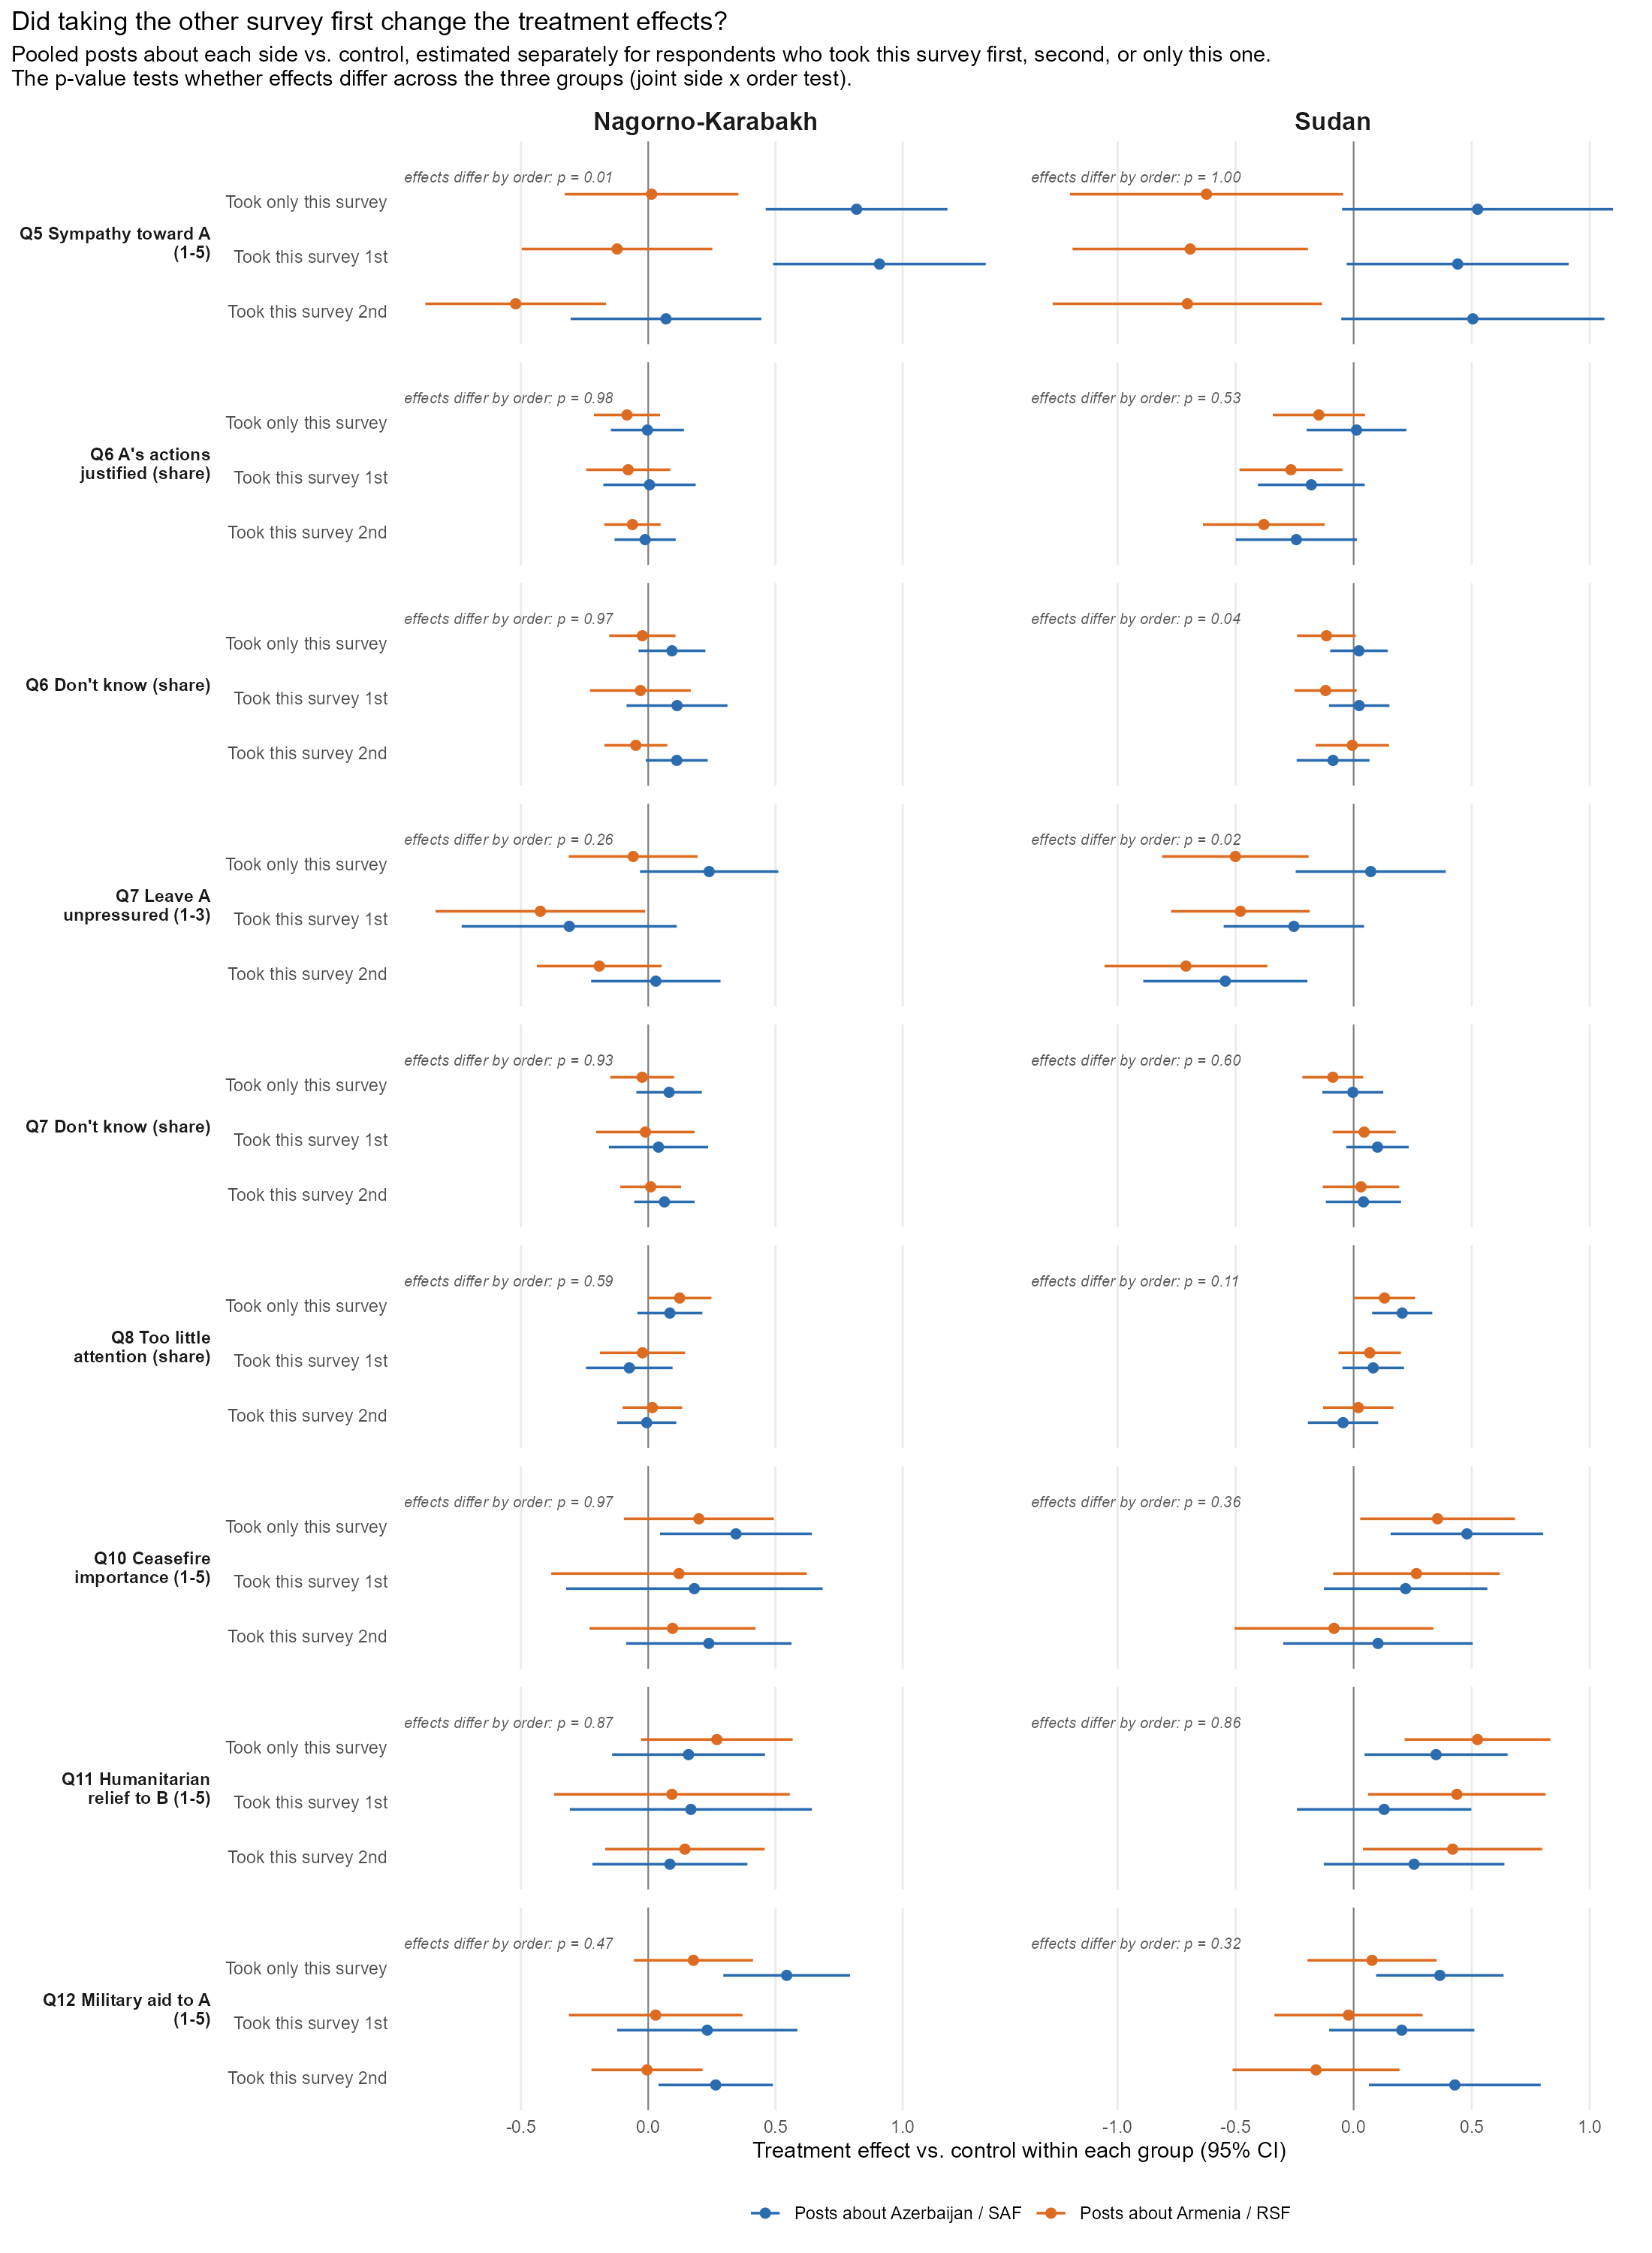 Did taking the other survey first change the treatment effects?
Pooled posts about each side vs. control, estimated separately for respondents who took this survey first, second, or only this one.
The p-value tests whether effects differ across the three groups (joint side x order test).
Nagorno-Karabakh
Sudan
Q5 Sympathy toward A
(1-5)
Took only this survey
Took this survey 1st
Took this survey 2nd
effects differ by order: p = 0.01
effects differ by order: p = 1.00
Q6 A's actions
justified (share)
Took only this survey
Took this survey 1st
Took this survey 2nd
effects differ by order: p = 0.98
effects differ by order: p = 0.53
Q6 Don't know (share)
Took only this survey
Took this survey 1st
Took this survey 2nd
effects differ by order: p = 0.97
effects differ by order: p = 0.04
Q7 Leave A
unpressured (1-3)
Took only this survey
Took this survey 1st
Took this survey 2nd
effects differ by order: p = 0.26
effects differ by order: p = 0.02
Q7 Don't know (share)
Took only this survey
Took this survey 1st
Took this survey 2nd
effects differ by order: p = 0.93
effects differ by order: p = 0.60
Q8 Too little
attention (share)
Took only this survey
Took this survey 1st
Took this survey 2nd
effects differ by order: p = 0.59
effects differ by order: p = 0.11
Q10 Ceasefire
importance (1-5)
Took only this survey
Took this survey 1st
Took this survey 2nd
effects differ by order: p = 0.97
effects differ by order: p = 0.36
Q11 Humanitarian
relief to B (1-5)
Took only this survey
Took this survey 1st
Took this survey 2nd
effects differ by order: p = 0.87
effects differ by order: p = 0.86
Q12 Military aid to A
(1-5)
Took only this survey
Took this survey 1st
Took this survey 2nd
effects differ by order: p = 0.47
effects differ by order: p = 0.32
-0.5 0.0 0.5 1.0
-1.0 -0.5 0.0 0.5 1.0
Treatment effect vs. control within each group (95% CI)
Posts about Azerbaijan / SAF
Posts about Armenia / RSF